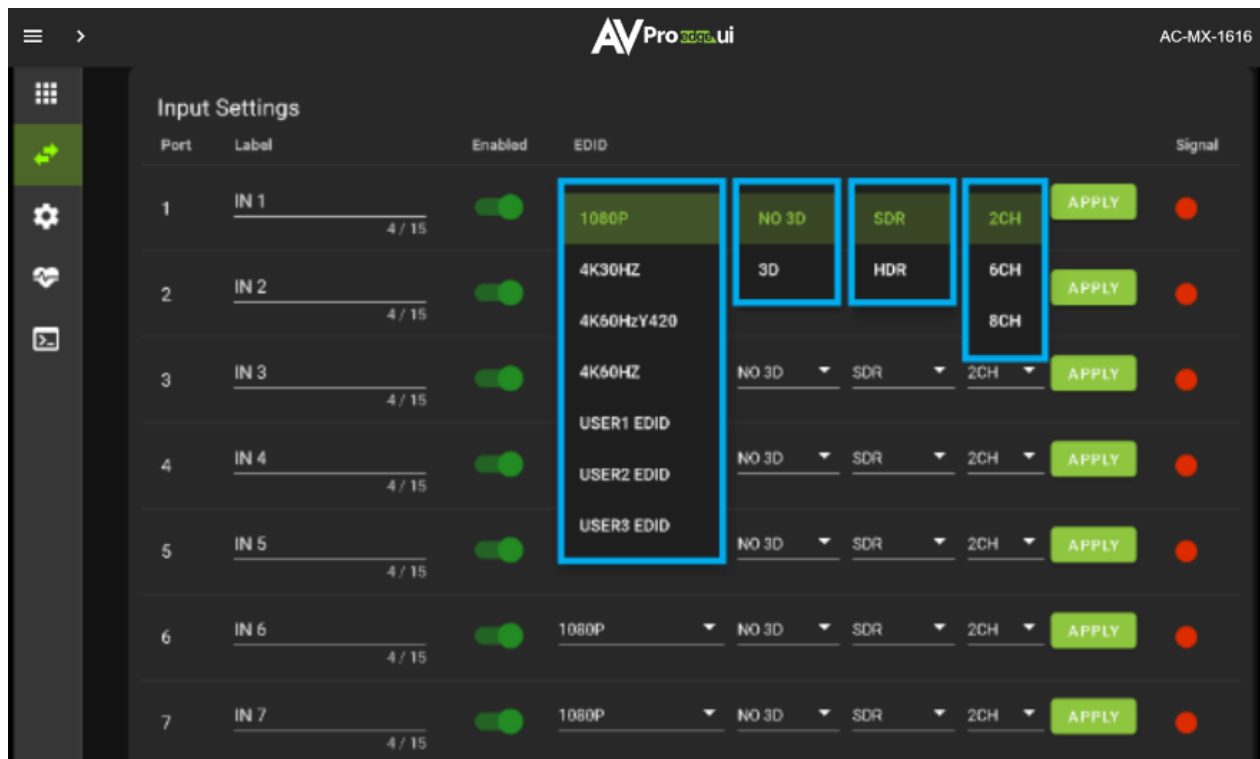 AVPro edge.ui
AC-MX-1616
Input Settings
Port Label Enabled EDID Signal
1 IN 1 4 / 15 1080P NO 3D SDR 2CH APPLY
4K30HZ 3D HDR 6CH
2 IN 2 4 / 15 4K60HzY420 8CH APPLY
3 IN 3 4 / 15 4K60HZ NO 3D SDR 2CH APPLY
USER1 EDID
4 IN 4 4 / 15 USER2 EDID NO 3D SDR 2CH APPLY
USER3 EDID
5 IN 5 4 / 15 NO 3D SDR 2CH APPLY
6 IN 6 4 / 15 1080P NO 3D SDR 2CH APPLY
7 IN 7 4 / 15 1080P NO 3D SDR 2CH APPLY